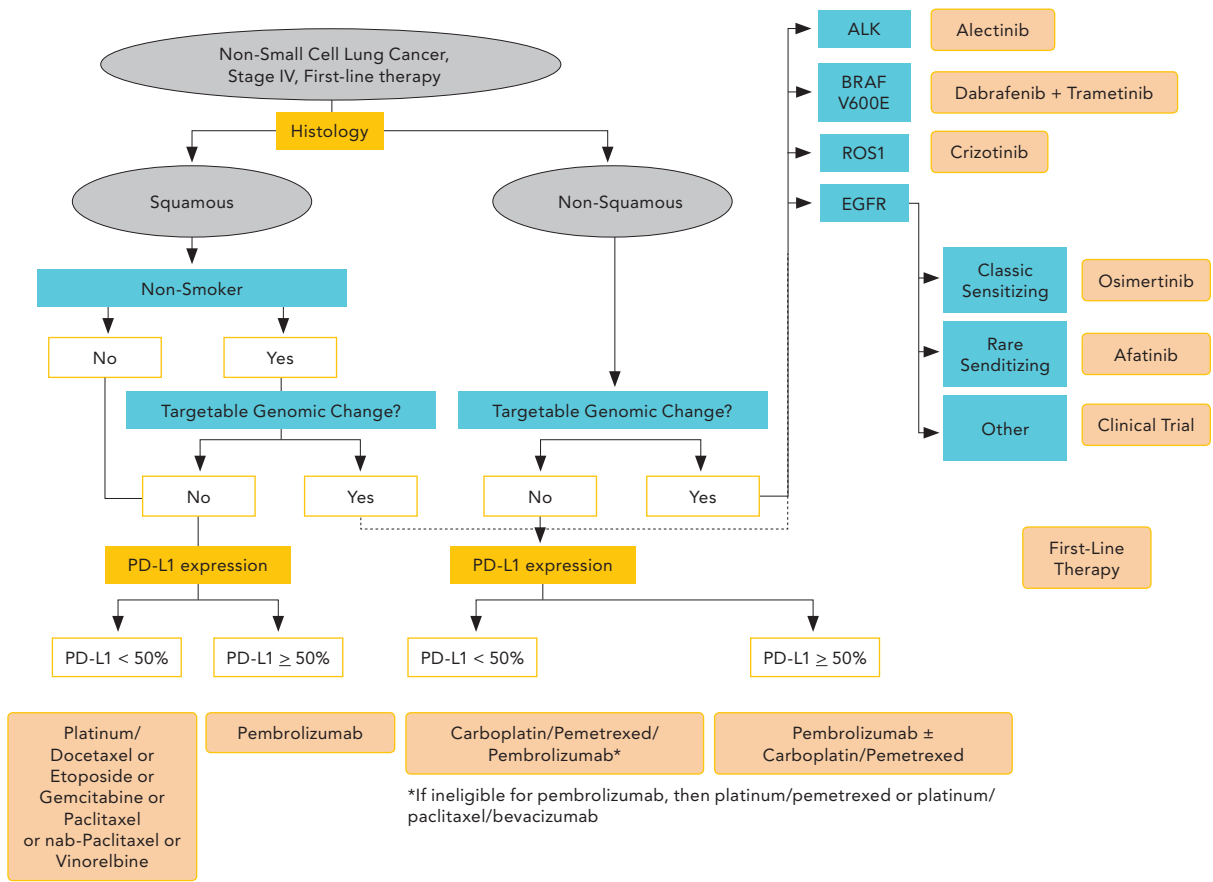 Non-Small Cell Lung Cancer,
Stage IV, First-line therapy
Histology
Squamous
Non-Squamous
Non-Smoker
No
Yes
Targetable Genomic Change?
Targetable Genomic Change?
No
Yes
No
Yes
PD-L1 expression
PD-L1 expression
PD-L1 < 50%
PD-L1 ≥ 50%
PD-L1 < 50%
PD-L1 ≥ 50%
Platinum/
Docetaxel or
Etoposide or
Gemcitabine or
Paclitaxel
or nab-Paclitaxel or
Vinorelbine
Pembrolizumab
Carboplatin/Pemetrexed/
Pembrolizumab*
Pembrolizumab ±
Carboplatin/Pemetrexed
*If ineligible for pembrolizumab, then platinum/pemetrexed or platinum/
paclitaxel/bevacizumab
ALK
Alectinib
BRAF
V600E
Dabrafenib + Trametinib
ROS1
Crizotinib
EGFR
Classic
Sensitizing
Osimertinib
Rare
Senditizing
Afatinib
Other
Clinical Trial
First-Line
Therapy